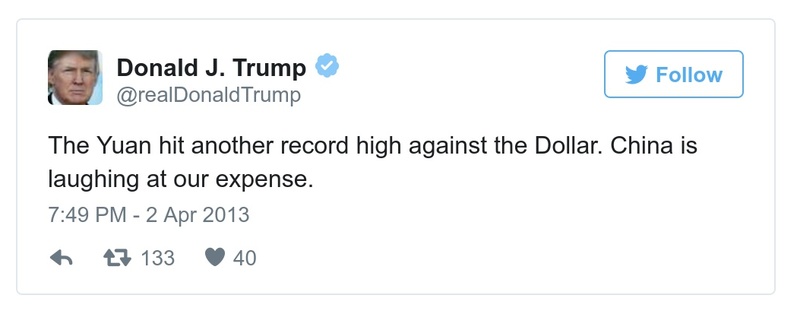 Donald J. Trump
@realDonaldTrump
Follow
The Yuan hit another record high against the Dollar. China is
laughing at our expense.
7:49 PM - 2 Apr 2013
133 40